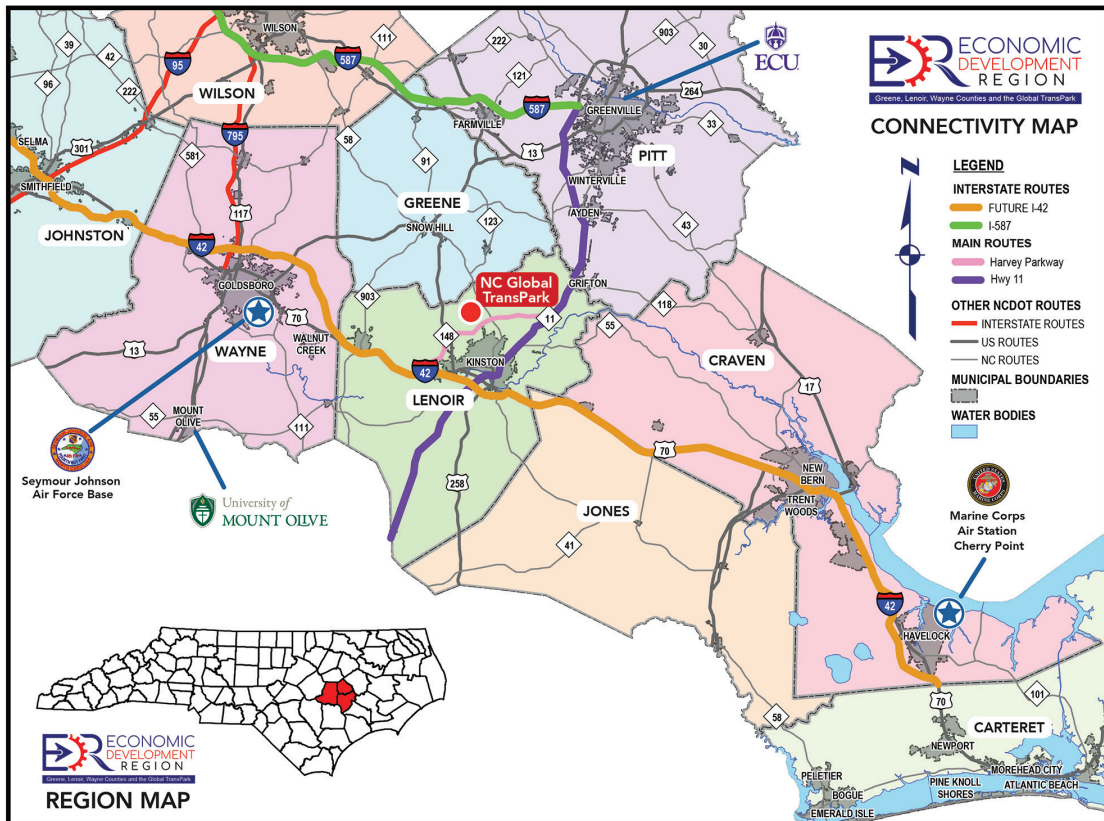 WILSON
39
42
96
222
95
WILSON
587
111
222
903
30
121
ECU
587
GREENVILLE
264
FARMVILLE
33
PITT
13
WINTERVILLE
AYDEN
43
GRIFTON
SELMA
301
SMITHFIELD
JOHNSTON
795
581
58
91
GREENE
SNOW HILL
123
117
42
GOLDSBORO
903
NC Global
TransPark
11
148
KINSTON
42
LENOIR
70
WALNUT
CREEK
WAYNE
13
55
MOUNT
OLIVE
111
118
55
CRAVEN
17
70
NEW
BERN
TRENT
WOODS
258
JONES
41
Seymour Johnson
Air Force Base
University of
MOUNT OLIVE
42
HAVELOCK
Marine Corps
Air Station
Cherry Point
101
70
58
CARTERET
NEWPORT
MOREHEAD CITY
ATLANTIC BEACH
PINE KNOLL
SHORES
PELETIER
BOGUE
EMERALD ISLE
EDR
ECONOMIC
DEVELOPMENT
REGION
Greene, Lenoir, Wayne Counties and the Global TransPark
CONNECTIVITY MAP
N
LEGEND
INTERSTATE ROUTES
FUTURE I-42
I-587
MAIN ROUTES
Harvey Parkway
Hwy 11
OTHER NCDOT ROUTES
INTERSTATE ROUTES
US ROUTES
NC ROUTES
MUNICIPAL BOUNDARIES
WATER BODIES
EDR
ECONOMIC
DEVELOPMENT
REGION
Greene, Lenoir, Wayne Counties and the Global TransPark
REGION MAP